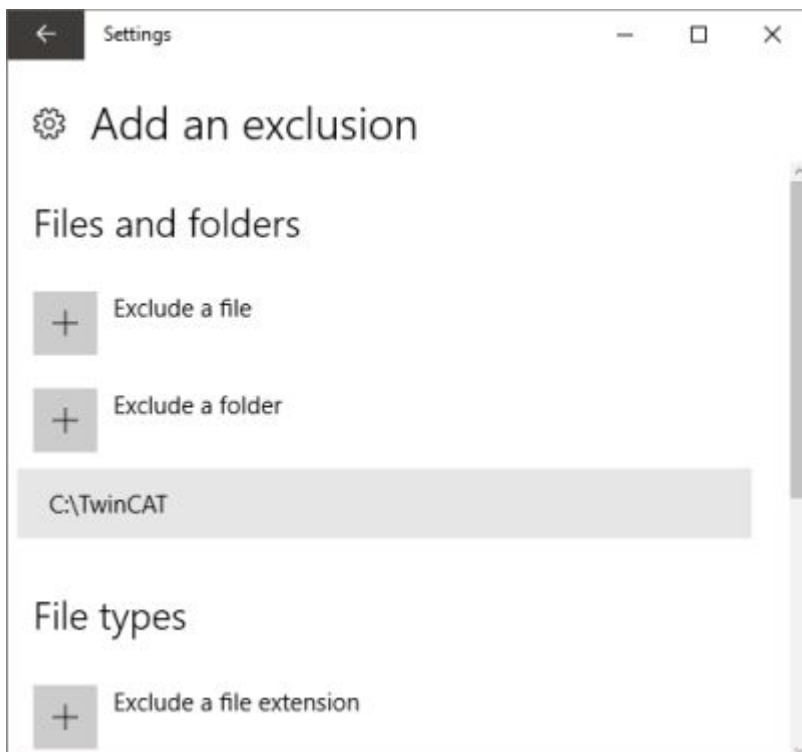 Settings
Add an exclusion
Files and folders
Exclude a file
Exclude a folder
C:\TwinCAT
File types
Exclude a file extension